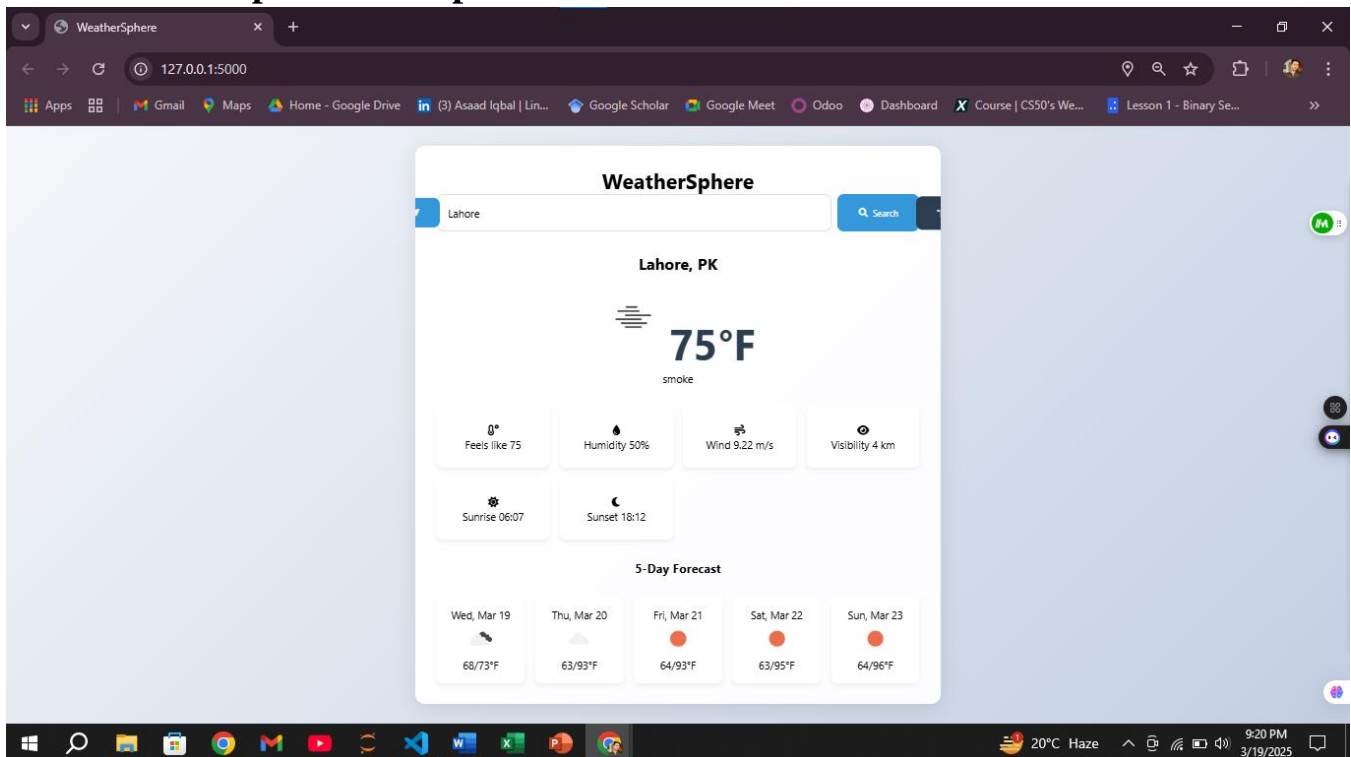 WeatherSphere
127.0.0.1:5000
Apps Gmail Maps Home - Google Drive (3) Asaad Iqbal | Lin... Google Scholar Google Meet Odoo Dashboard Course | CS50's We... Lesson 1 - Binary Se...
WeatherSphere
Lahore Search
Lahore, PK
75°F
smoke
Feels like 75 Humidity 50% Wind 9.22 m/s Visibility 4 km
Sunrise 06:07 Sunset 18:12
5-Day Forecast
Wed, Mar 19 Thu, Mar 20 Fri, Mar 21 Sat, Mar 22 Sun, Mar 23
68/73°F 63/93°F 64/93°F 63/95°F 64/96°F
20°C Haze 9:20 PM
3/19/2025